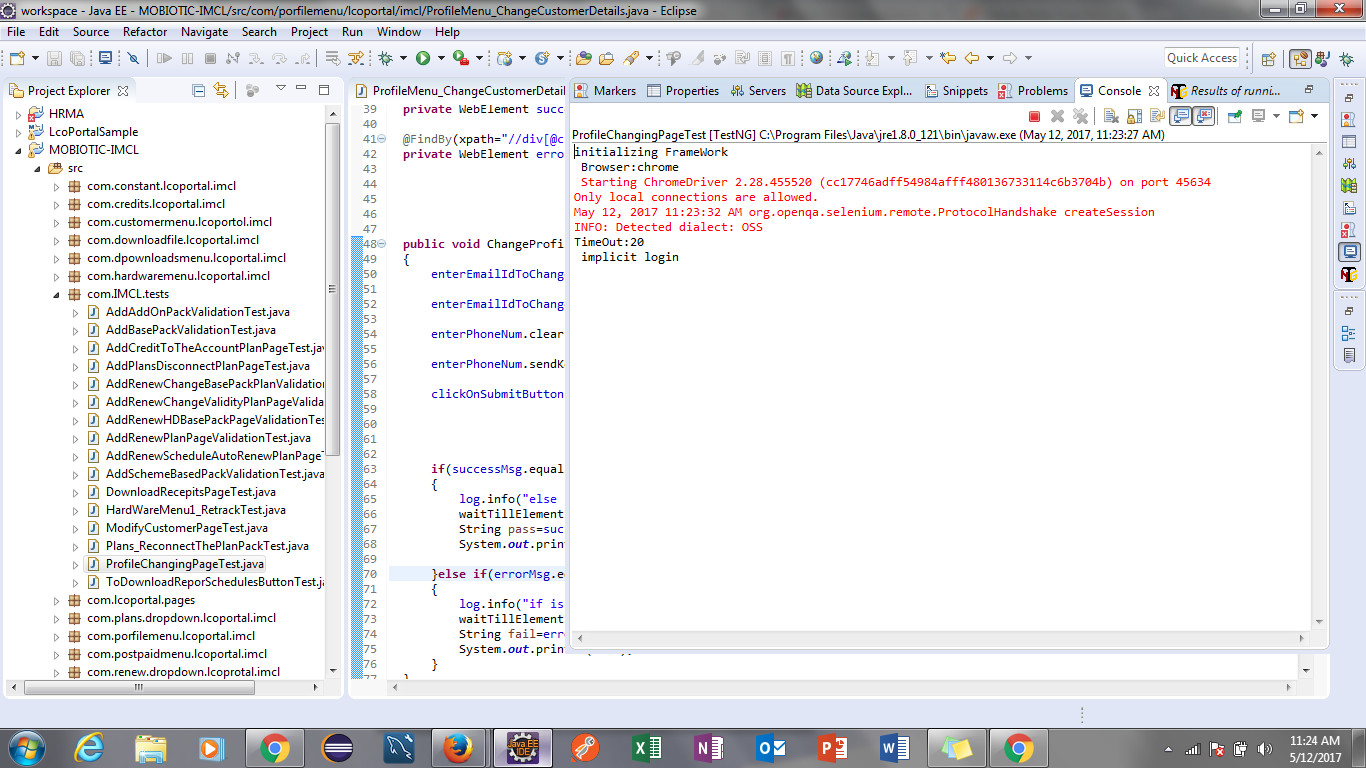 workspace - Java EE - MOBIOTIC-IMCL/src/com/porfilemenu/lcoportal/imcl/ProfileMenu_ChangeCustomerDetails.java - Eclipse
File Edit Source Refactor Navigate Search Project Run Window Help
Quick Access
Project Explorer
HRMA
LcoPortalSample
MOBIOTIC-IMCL
src
com.constant.lcoportal.imcl
com.credits.lcoportal.imcl
com.customermenu.lcoportol.imcl
com.downloadfile.lcoportal.imcl
com.dpownloadsmenu.lcoportal.imcl
com.hardwaremenu.lcoportal.imcl
com.IMCL.tests
AddAddOnPackValidationTest.java
AddBasePackValidationTest.java
AddCreditToTheAccountPlanPageTest.jav
AddPlansDisconnectPlanPageTest.java
AddRenewChangeBasePackPlanValidation
AddRenewChangeValidityPlanPageValida
AddRenewHDBasePackPageValidationTes
AddRenewPlanPageValidationTest.java
AddRenewScheduleAutoRenewPlanPage
AddSchemeBasedPackValidationTest.java
DownloadRecepitsPageTest.java
HardWareMenu1_RetrackTest.java
ModifyCustomerPageTest.java
Plans_ReconnectThePlanPackTest.java
ProfileChangingPageTest.java
ToDownloadReporSchedulesButtonTest.ja
com.lcoportal.pages
com.plans.dropdown.lcoportal.imcl
com.porfilemenu.lcoportal.imcl
com.postpaidmenu.lcoportal.imcl
com.renew.dropdown.lcoprotal.imcl
ProfileMenu_ChangeCustomerDetail
39 private WebElement succ
40
41 @FindBy(xpath="//div[@c
42 private WebElement erro
43
44
45
46
47
48 public void ChangeProfi
49 {
50 enterEmailIdToChang
51
52 enterEmailIdToChang
53
54 enterPhoneNum.clear
55
56 enterPhoneNum.sendK
57
58 clickOnSubmitButton
59
60
61
62
63 if(successMsg.equal
64 {
65 log.info("else
66 waitTillElement
67 String pass=suc
68 System.out.prin
69
70 }else if(errorMsg.eq
71 {
72 log.info("if is
73 waitTillElement
74 String fail=erro
75 System.out.print
76 }
77 }
Markers Properties Servers Data Source Expl... Snippets Problems Console Results of runni...
ProfileChangingPageTest [TestNG] C:\Program Files\Java\jre1.8.0_121\bin\javaw.exe (May 12, 2017, 11:23:27 AM)
initializing FrameWork
Browser:chrome
Starting ChromeDriver 2.28.455520 (cc17746adff54984afff480136733114c6b3704b) on port 45634
Only local connections are allowed.
May 12, 2017 11:23:32 AM org.openqa.selenium.remote.ProtocolHandshake createSession
INFO: Detected dialect: OSS
TimeOut:20
implicit login
Java EE
IDE
11:24 AM
5/12/2017